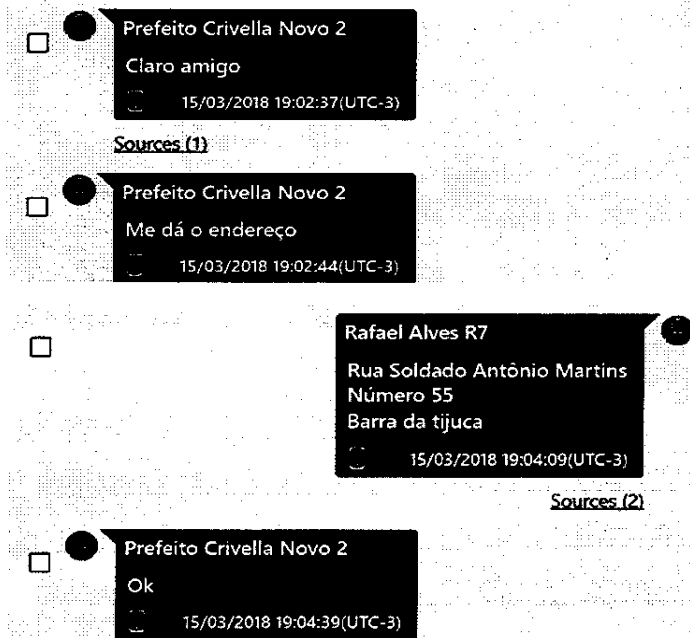 Prefeito Crivella Novo 2
Claro amigo
15/03/2018 19:02:37(UTC-3)
Sources (1)
Prefeito Crivella Novo 2
Me dá o endereço
15/03/2018 19:02:44(UTC-3)
Rafael Alves R7
Rua Soldado Antônio Martins
Número 55
Barra da tijuca
15/03/2018 19:04:09(UTC-3)
Sources (2)
Prefeito Crivella Novo 2
Ok
15/03/2018 19:04:39(UTC-3)